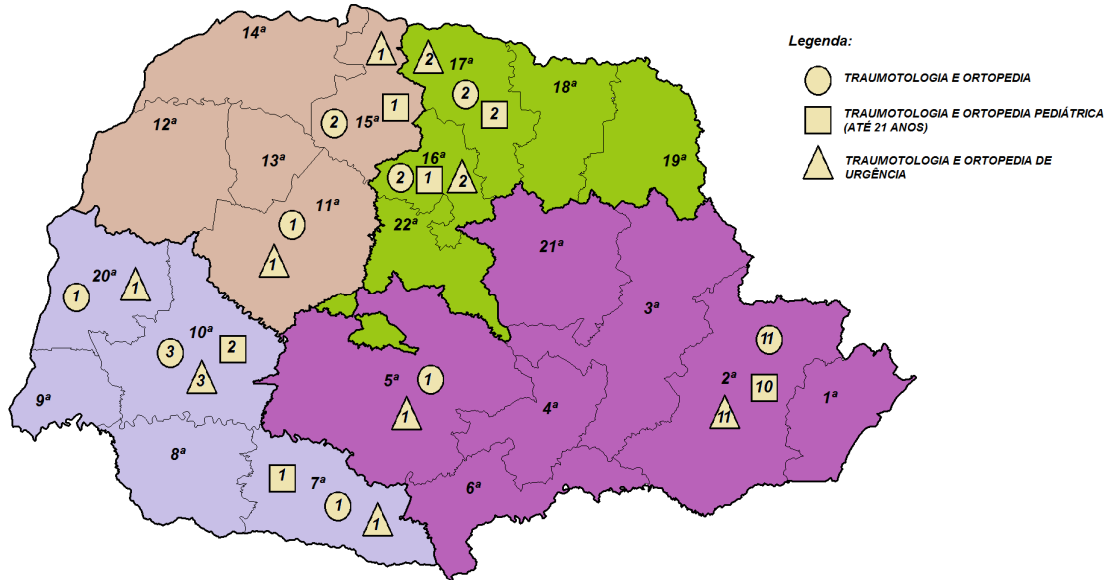 Legenda:
TRAUMOTOLOGIA E ORTOPEDIA
TRAUMOTOLOGIA E ORTOPEDIA PEDIÁTRICA
(ATÉ 21 ANOS)
TRAUMOTOLOGIA E ORTOPEDIA DE
URGÊNCIA
14ª
1
2
17ª
18ª
2
1
2
15ª
2
12ª
16ª
13ª
19ª
2
1
2
11ª
1
22ª
21ª
1
20ª
1
1
3ª
10ª
11
3
2
3
5ª
1
2ª
10
9ª
1
4ª
11
1ª
8ª
1
7ª
6ª
1
1